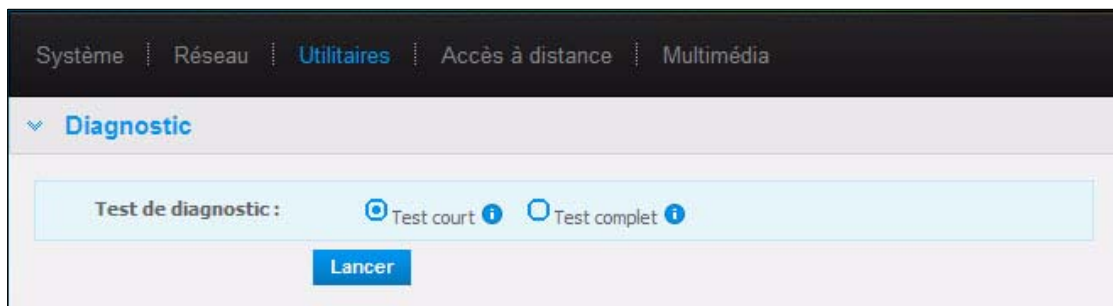 Système Réseau Utilitaires Accès à distance Multimédia
Diagnostic
Test de diagnostic : Test court Test complet
Lancer